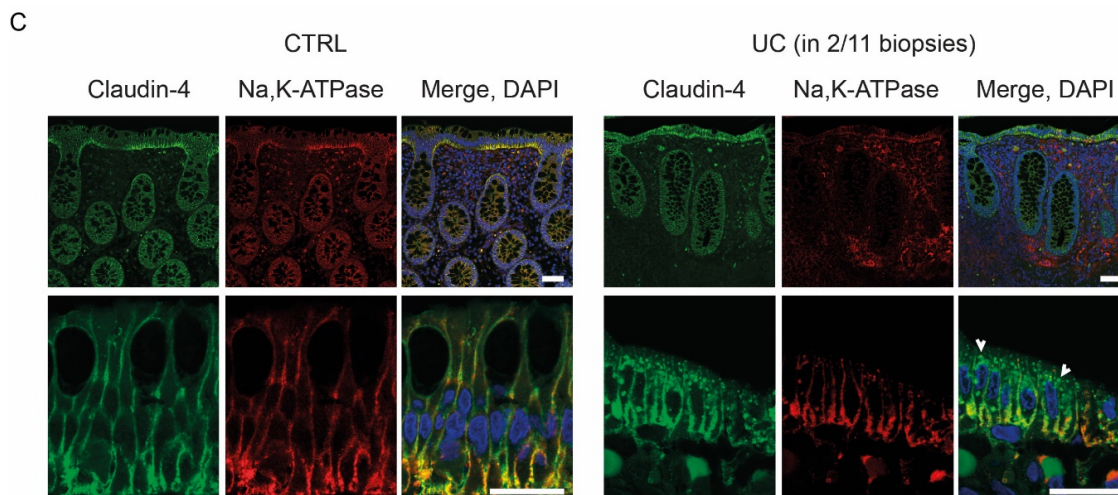 C
CTRL
UC (in 2/11 biopsies)
Claudin-4 Na,K-ATPase Merge, DAPI
Claudin-4 Na,K-ATPase Merge, DAPI